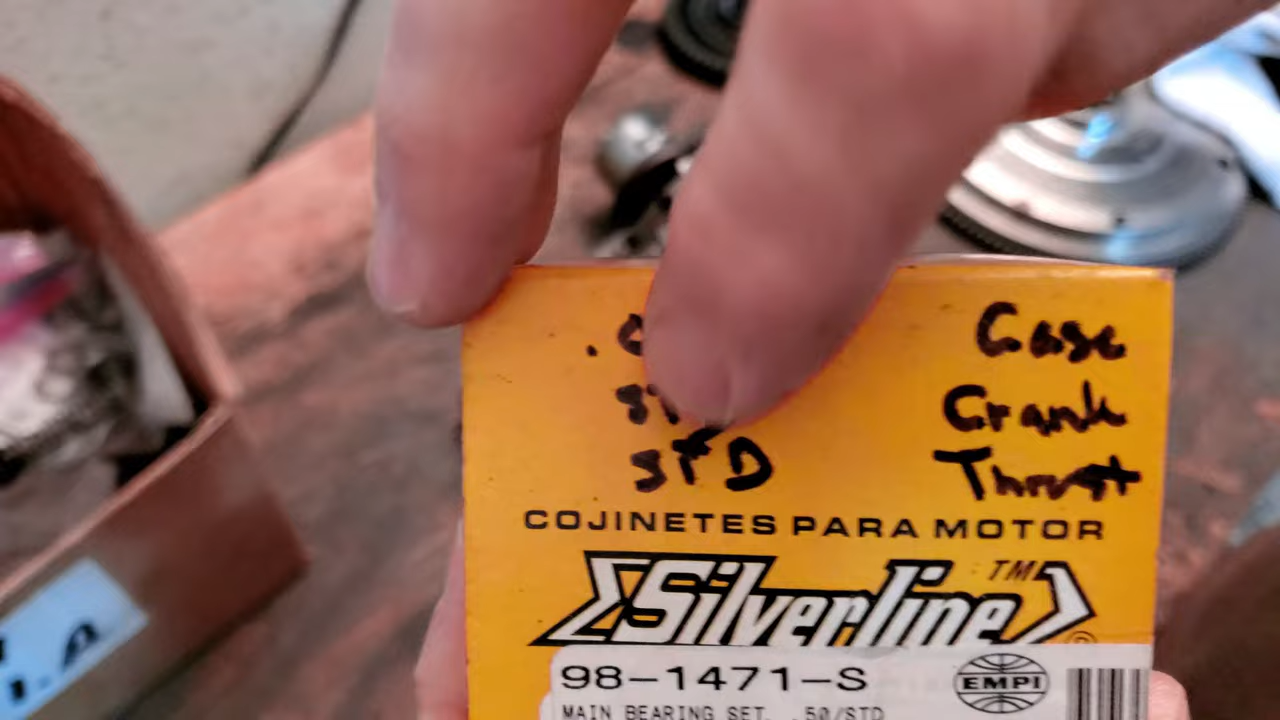 Case
Crank
STD Thrust
COJINETES PARA MOTOR
Silverline TM ®
98-1471-S
EMPI
MAIN BEARING SET, .50/STD